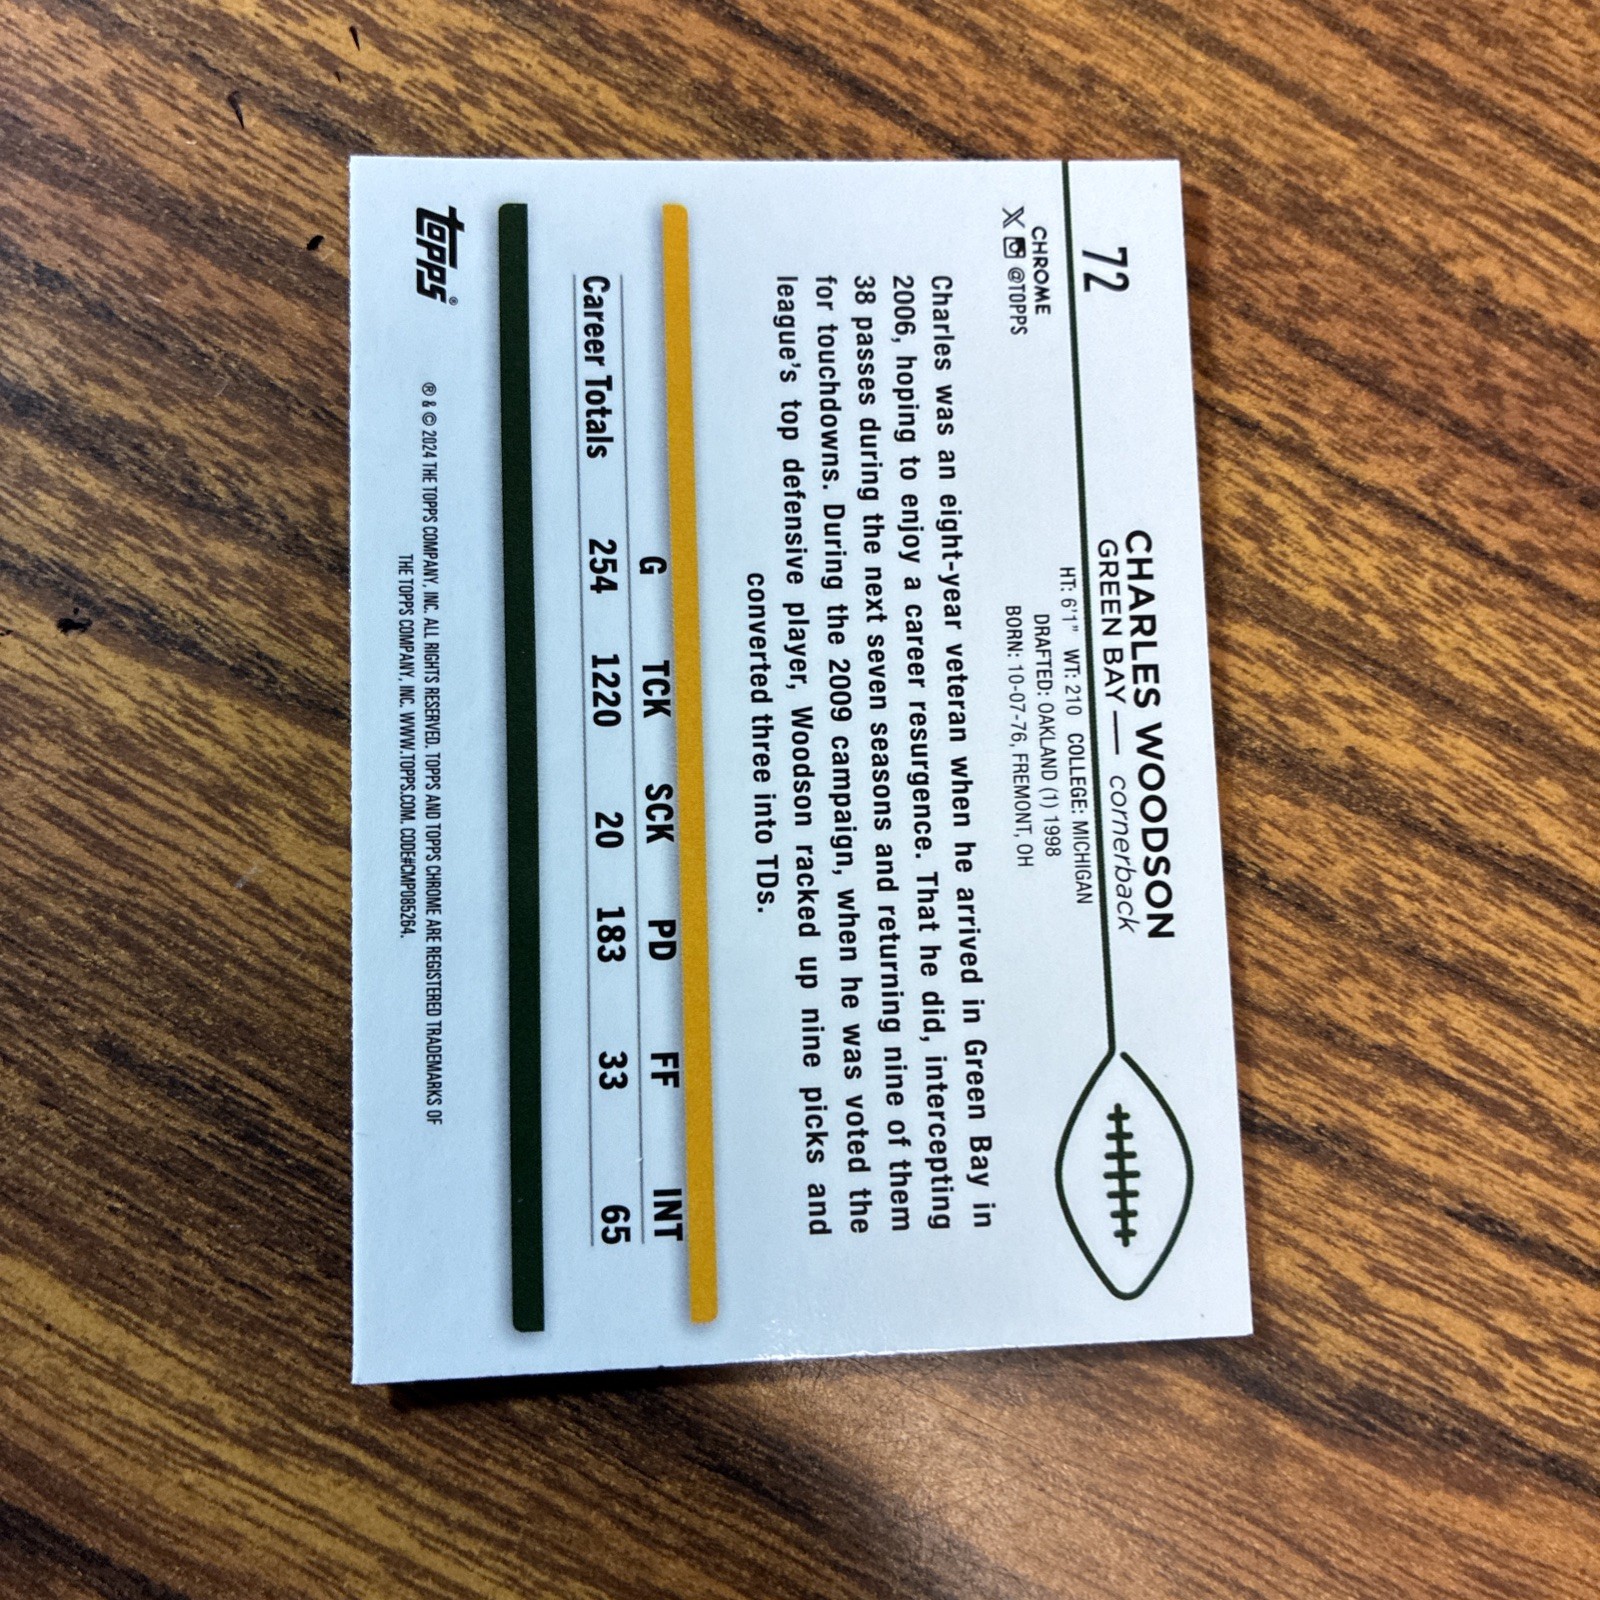 72
CHARLES WOODSON
GREEN BAY — cornerback
HT: 6'1" WT: 210 COLLEGE: MICHIGAN
DRAFTED: OAKLAND (1) 1998
BORN: 10-07-76, FREMONT, OH
CHROME
X @TOPPS
Charles was an eight-year veteran when he arrived in Green Bay in
2006, hoping to enjoy a career resurgence. That he did, intercepting
38 passes during the next seven seasons and returning nine of them
for touchdowns. During the 2009 campaign, when he was voted the
league's top defensive player, Woodson racked up nine picks and
converted three into TDs.
G TCK SCK PD FF INT
Career Totals 254 1220 20 183 33 65
topps®
® & © 2024 THE TOPPS COMPANY, INC. ALL RIGHTS RESERVED. TOPPS AND TOPPS CHROME ARE REGISTERED TRADEMARKS OF
THE TOPPS COMPANY, INC. WWW.TOPPS.COM. CODE#CMP085264.